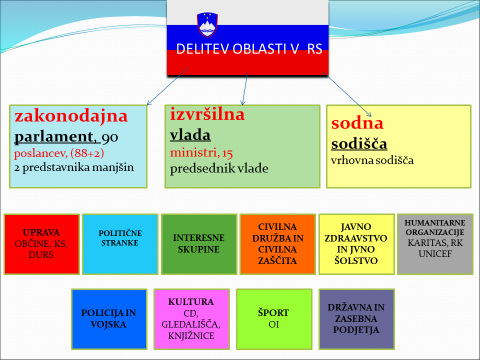 DELITEV OBLASTI V RS
zakonodajna
parlament, 90
poslancev, (88+2)
2 predstavnika manjšin
izvršilna
vlada
ministri, 15
predsednik vlade
sodna
sodišča
vrhovna sodišča
UPRAVA
OBČINE, KS,
DURS
POLITIČNE
STRANKE
INTERESNE
SKUPINE
CIVILNA
DRUŽBA IN
CIVILNA
ZAŠČITA
JAVNO
ZDRAAVSTVO
IN JVNO
ŠOLSTVO
HUMANITARNE
ORGANIZACIJE
KARITAS, RK
UNICEF
POLICIJA IN
VOJSKA
KULTURA
CD,
GLEDALIŠČA,
KNJIŽNICE
ŠPORT
OI
DRŽAVNA IN
ZASEBNA
PODJETJA